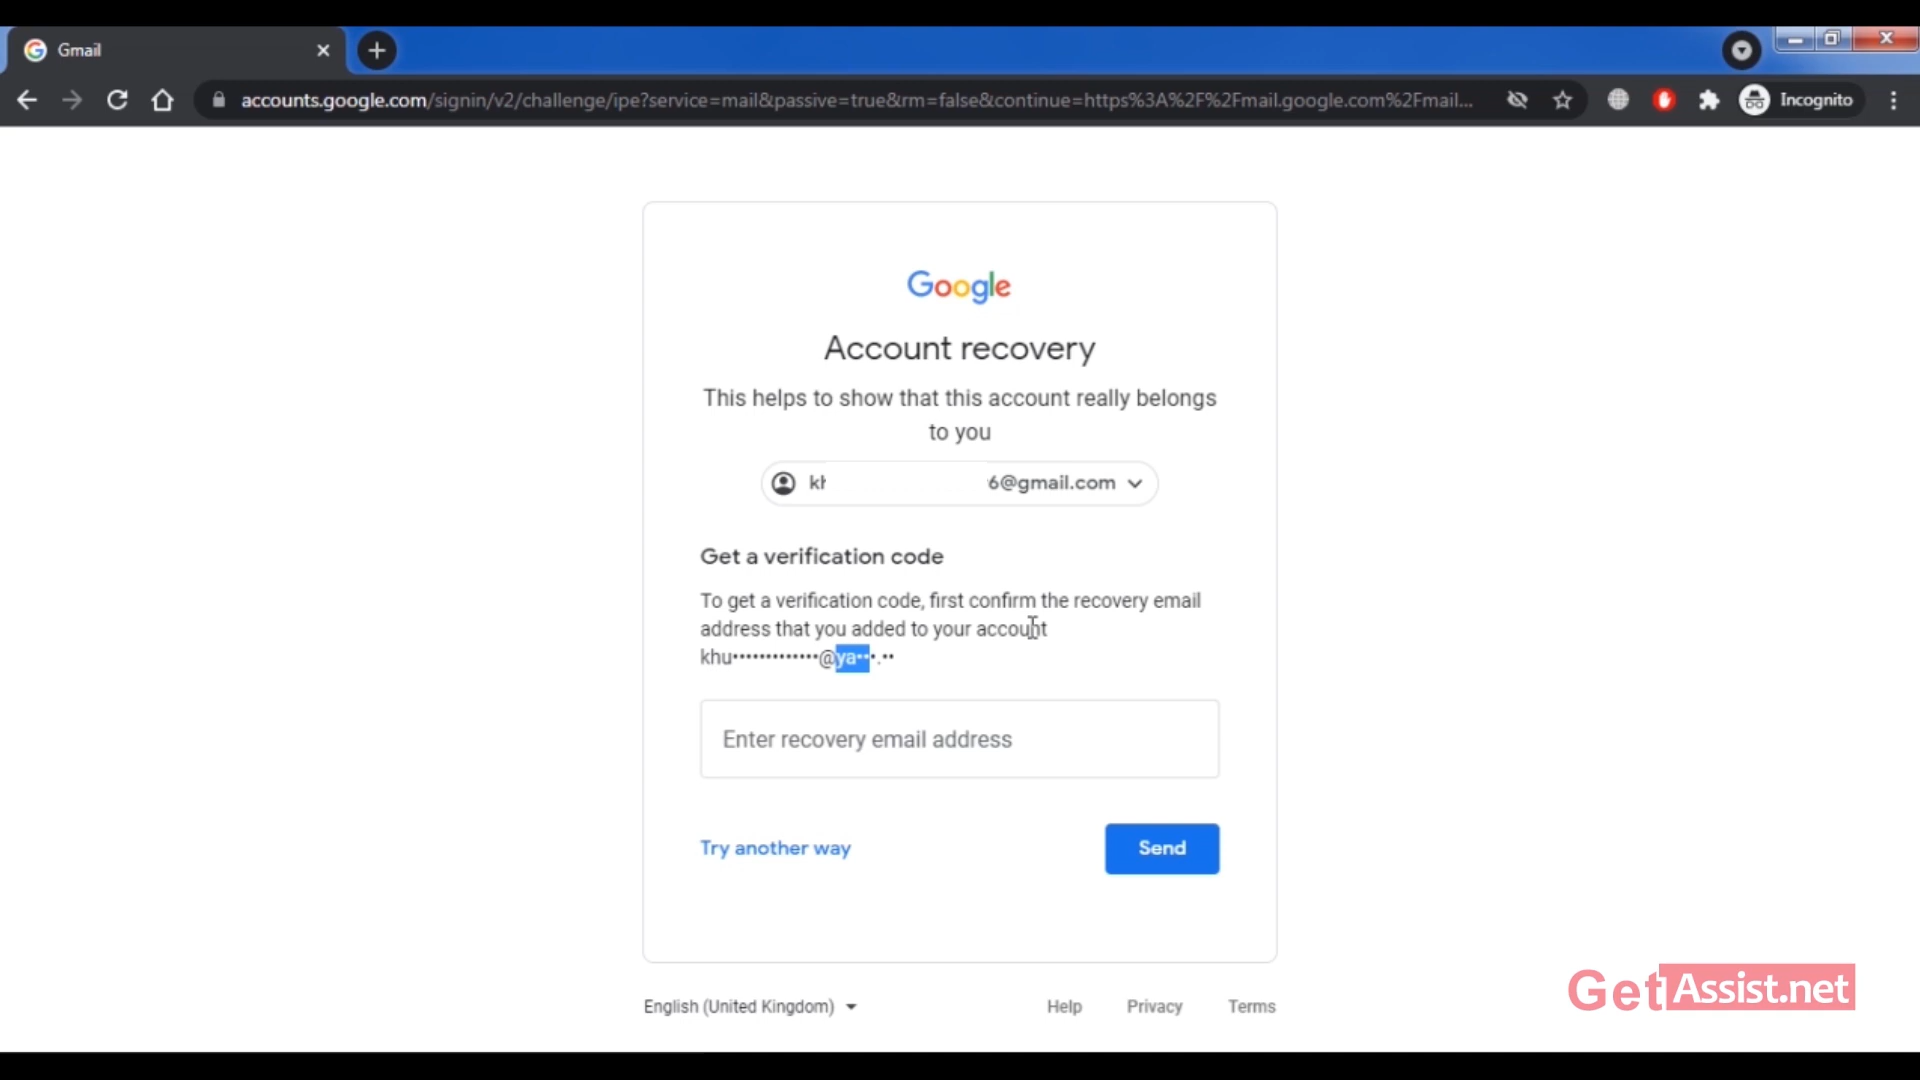 Gmail
accounts.google.com/signin/v2/challenge/ipe?service=mail&passive=true&rm=false&continue=https%3A%2F%2Fmail.google.com%2Fmail...
Incognito
Google
Account recovery
This helps to show that this account really belongs
to you
kh 6@gmail.com
Get a verification code
To get a verification code, first confirm the recovery email
address that you added to your account
khu•••••••••••••@ya•••.••
Enter recovery email address
Try another way
Send
English (United Kingdom)
Help
Privacy
Terms
GetAssist.net